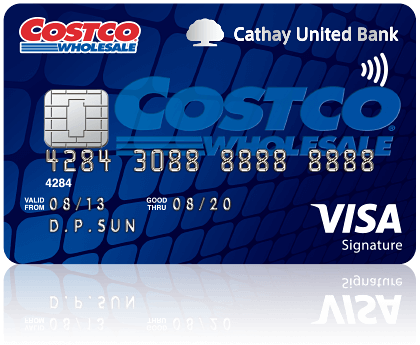 COSTCO
WHOLESALE
Cathay United Bank
COSTCO
WHOLESALE
4284 3088 8888 8888
4284
VALID FROM 08/13 GOOD THRU 08/20
D.P.SUN
VISA
Signature